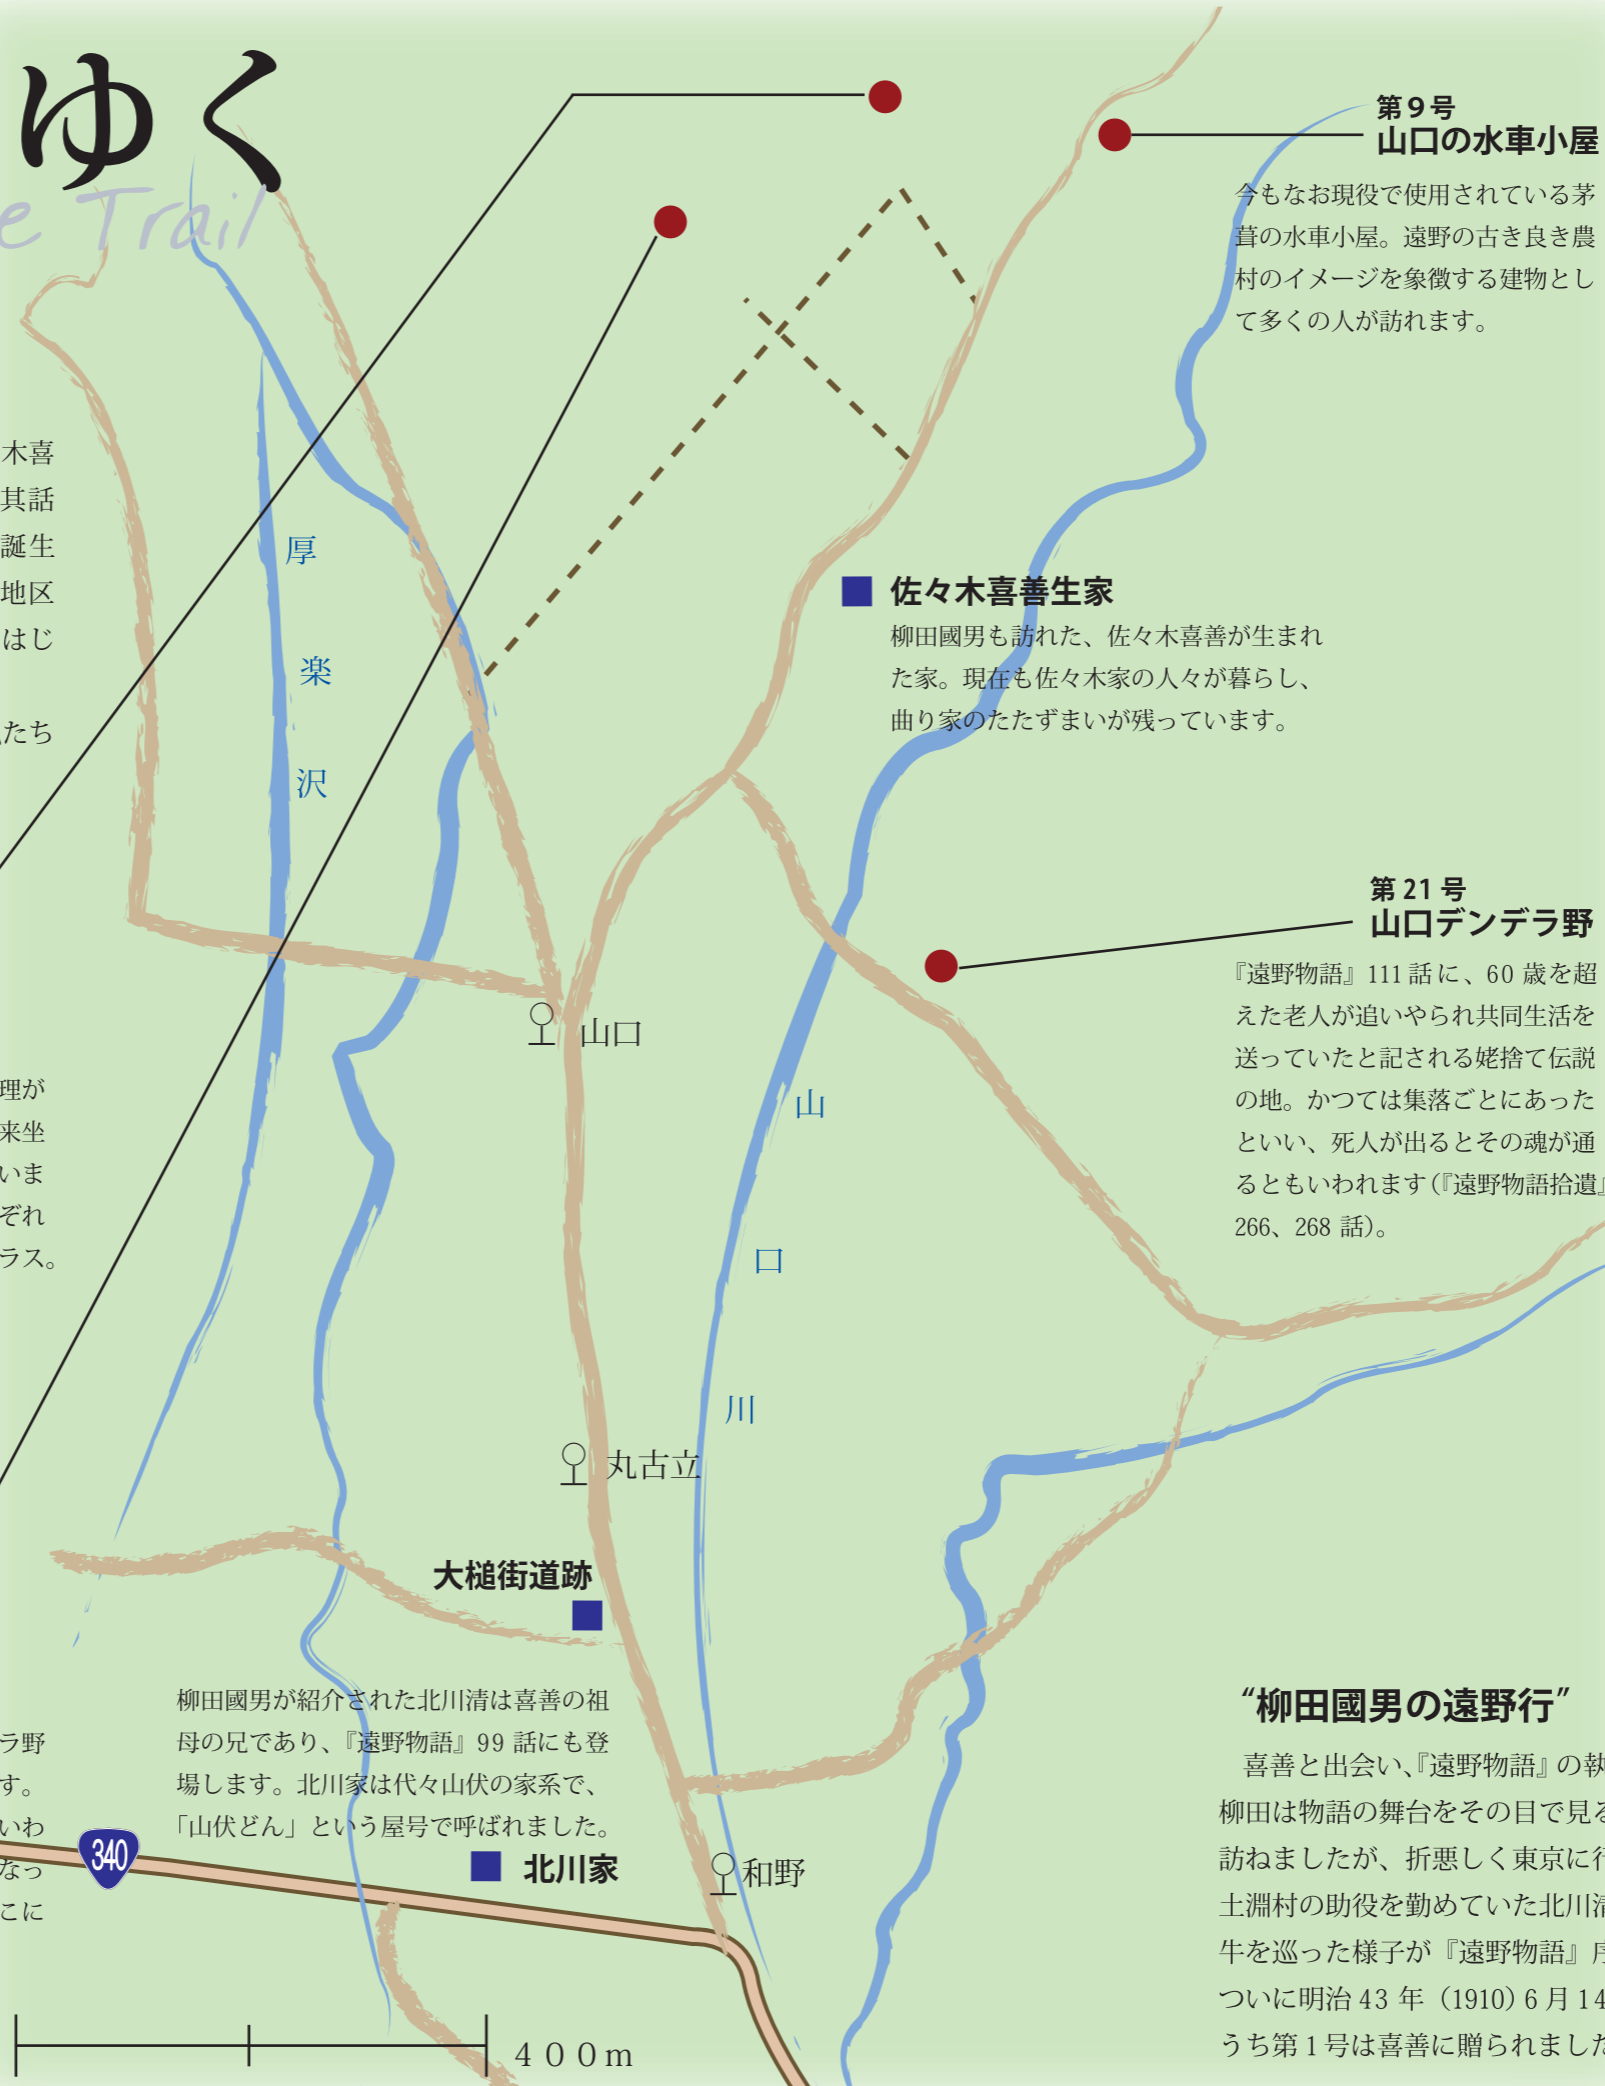 ゆく
e Trail
第9号
山口の水車小屋
今もなお現役で使用されている茅
葺の水車小屋。遠野の古き良き農
村のイメージを象徴する建物とし
て多くの人が訪れます。
木喜
其話
誕生
地区
はじ
たち
厚楽沢
佐々木喜善生家
柳田國男も訪れた、佐々木喜善が生まれ
た家。現在も佐々木家の人々が暮らし、
曲り家のたたずまいが残っています。
第21号
山口デンデラ野
『遠野物語』111話に、60歳を超
えた老人が追いやられ共同生活を
送っていたと記される姥捨て伝説
の地。かつては集落ごとにあった
といい、死人が出るとその魂が通
るともいわれます(『遠野物語拾遺』
266、268話)。
山口
理が
来坐
いま
ぞれ
ラス。
山口川
丸古立
大槌街道跡
柳田國男が紹介された北川清は喜善の祖
母の兄であり、『遠野物語』99話にも登
場します。北川家は代々山伏の家系で、
「山伏どん」という屋号で呼ばれました。
北川家
ラ野
す。
いわ
なっ
こに
340
和野
400m
“柳田國男の遠野行”
喜善と出会い、『遠野物語』の執
柳田は物語の舞台をその目で見る
訪ねましたが、折悪しく東京に行
土淵村の助役を勤めていた北川清
牛を巡った様子が『遠野物語』序
ついに明治43年(1910)6月14
うち第1号は喜善に贈られました